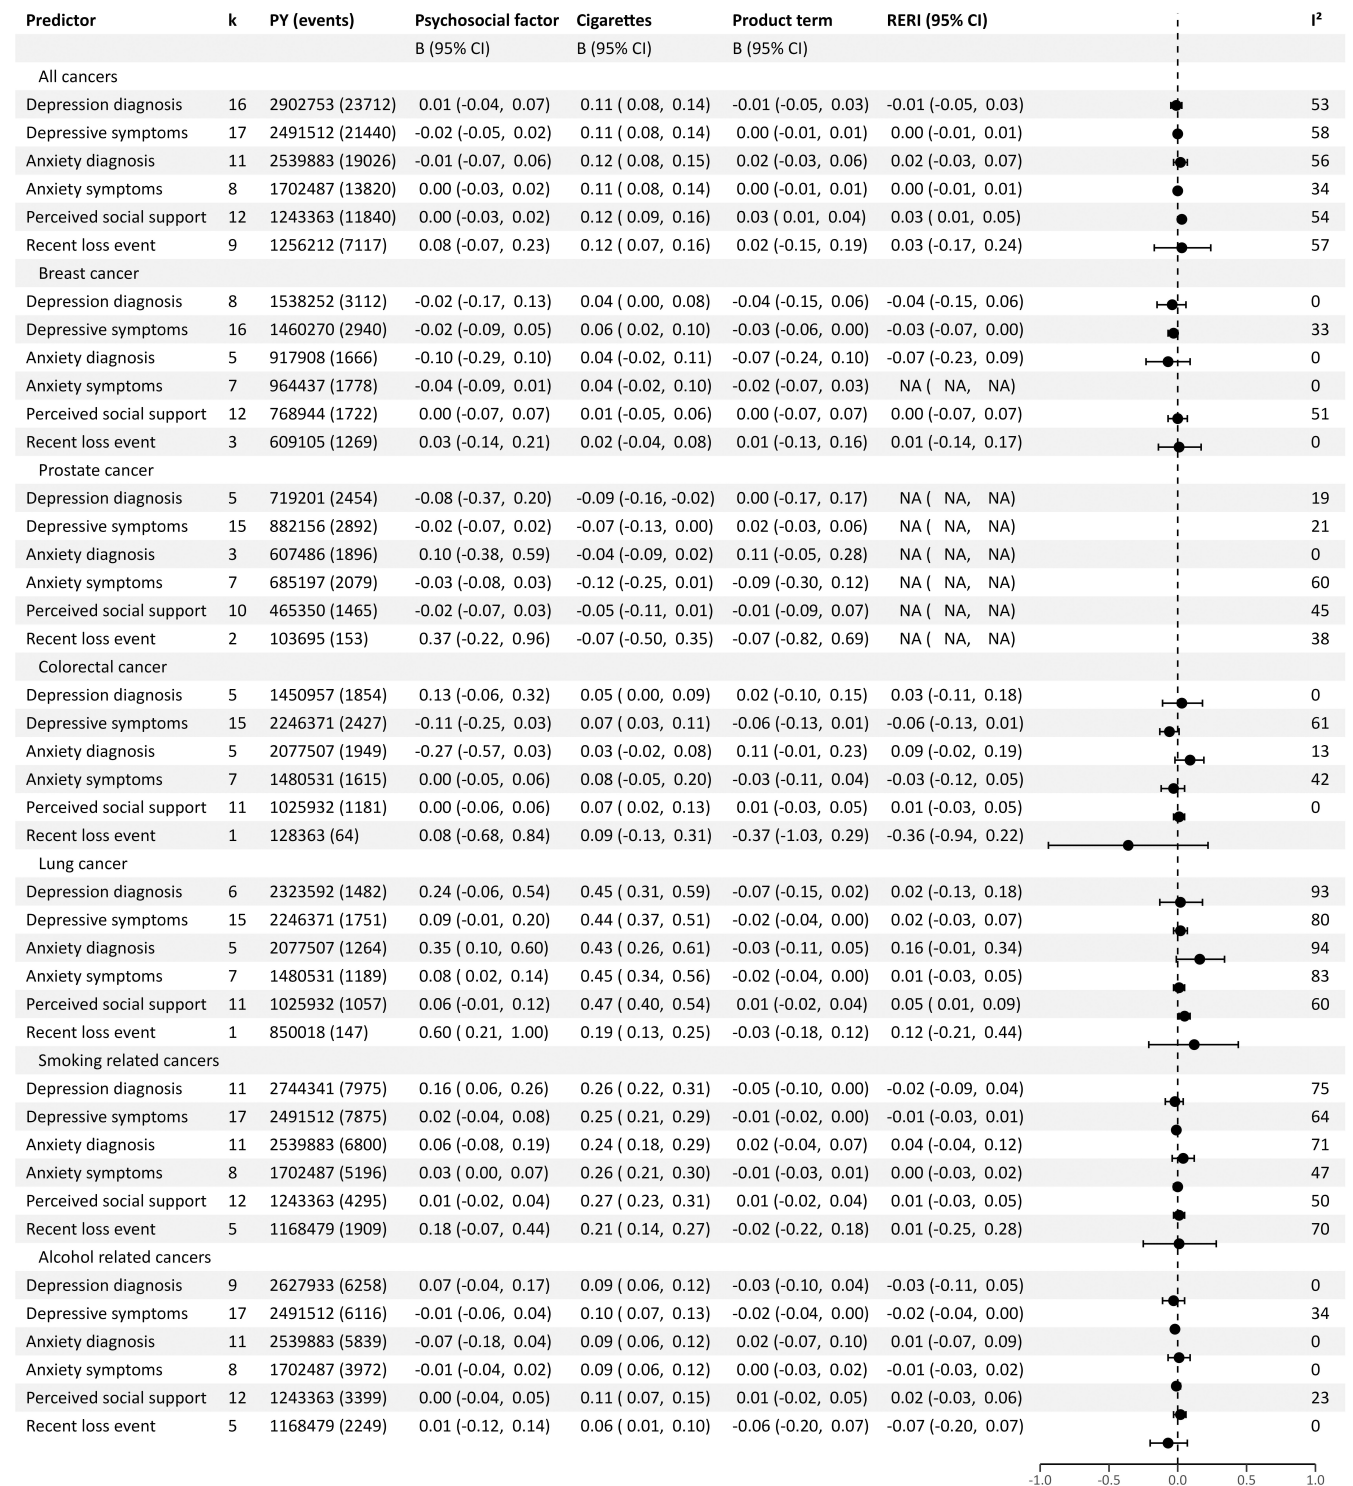 Predictor k PY (events) Psychosocial factor Cigarettes Product term RERI (95% CI) I²
B (95% CI) B (95% CI) B (95% CI)
All cancers
Depression diagnosis 16 2902753 (23712) 0.01 (-0.04, 0.07) 0.11 ( 0.08, 0.14) -0.01 (-0.05, 0.03) -0.01 (-0.05, 0.03) 53
Depressive symptoms 17 2491512 (21440) -0.02 (-0.05, 0.02) 0.11 ( 0.08, 0.14) 0.00 (-0.01, 0.01) 0.00 (-0.01, 0.01) 58
Anxiety diagnosis 11 2539883 (19026) -0.01 (-0.07, 0.06) 0.12 ( 0.08, 0.15) 0.02 (-0.03, 0.06) 0.02 (-0.03, 0.07) 56
Anxiety symptoms 8 1702487 (13820) 0.00 (-0.03, 0.02) 0.11 ( 0.08, 0.14) 0.00 (-0.01, 0.01) 0.00 (-0.01, 0.01) 34
Perceived social support 12 1243363 (11840) 0.00 (-0.03, 0.02) 0.12 ( 0.09, 0.16) 0.03 ( 0.01, 0.04) 0.03 ( 0.01, 0.05) 54
Recent loss event 9 1256212 (7117) 0.08 (-0.07, 0.23) 0.12 ( 0.07, 0.16) 0.02 (-0.15, 0.19) 0.03 (-0.17, 0.24) 57
Breast cancer
Depression diagnosis 8 1538252 (3112) -0.02 (-0.17, 0.13) 0.04 ( 0.00, 0.08) -0.04 (-0.15, 0.06) -0.04 (-0.15, 0.06) 0
Depressive symptoms 16 1460270 (2940) -0.02 (-0.09, 0.05) 0.06 ( 0.02, 0.10) -0.03 (-0.06, 0.00) -0.03 (-0.07, 0.00) 33
Anxiety diagnosis 5 917908 (1666) -0.10 (-0.29, 0.10) 0.04 (-0.02, 0.11) -0.07 (-0.24, 0.10) -0.07 (-0.23, 0.09) 0
Anxiety symptoms 7 964437 (1778) -0.04 (-0.09, 0.01) 0.04 (-0.02, 0.10) -0.02 (-0.07, 0.03) NA ( NA, NA) 0
Perceived social support 12 768944 (1722) 0.00 (-0.07, 0.07) 0.01 (-0.05, 0.06) 0.00 (-0.07, 0.07) 0.00 (-0.07, 0.07) 51
Recent loss event 3 609105 (1269) 0.03 (-0.14, 0.21) 0.02 (-0.04, 0.08) 0.01 (-0.13, 0.16) 0.01 (-0.14, 0.17) 0
Prostate cancer
Depression diagnosis 5 719201 (2454) -0.08 (-0.37, 0.20) -0.09 (-0.16, -0.02) 0.00 (-0.17, 0.17) NA ( NA, NA) 19
Depressive symptoms 15 882156 (2892) -0.02 (-0.07, 0.02) -0.07 (-0.13, 0.00) 0.02 (-0.03, 0.06) NA ( NA, NA) 21
Anxiety diagnosis 3 607486 (1896) 0.10 (-0.38, 0.59) -0.04 (-0.09, 0.02) 0.11 (-0.05, 0.28) NA ( NA, NA) 0
Anxiety symptoms 7 685197 (2079) -0.03 (-0.08, 0.03) -0.12 (-0.25, 0.01) -0.09 (-0.30, 0.12) NA ( NA, NA) 60
Perceived social support 10 465350 (1465) -0.02 (-0.07, 0.03) -0.05 (-0.11, 0.01) -0.01 (-0.09, 0.07) NA ( NA, NA) 45
Recent loss event 2 103695 (153) 0.37 (-0.22, 0.96) -0.07 (-0.50, 0.35) -0.07 (-0.82, 0.69) NA ( NA, NA) 38
Colorectal cancer
Depression diagnosis 5 1450957 (1854) 0.13 (-0.06, 0.32) 0.05 ( 0.00, 0.09) 0.02 (-0.10, 0.15) 0.03 (-0.11, 0.18) 0
Depressive symptoms 15 2246371 (2427) -0.11 (-0.25, 0.03) 0.07 ( 0.03, 0.11) -0.06 (-0.13, 0.01) -0.06 (-0.13, 0.01) 61
Anxiety diagnosis 5 2077507 (1949) -0.27 (-0.57, 0.03) 0.03 (-0.02, 0.08) 0.11 (-0.01, 0.23) 0.09 (-0.02, 0.19) 13
Anxiety symptoms 7 1480531 (1615) 0.00 (-0.05, 0.06) 0.08 (-0.05, 0.20) -0.03 (-0.11, 0.04) -0.03 (-0.12, 0.05) 42
Perceived social support 11 1025932 (1181) 0.00 (-0.06, 0.06) 0.07 ( 0.02, 0.13) 0.01 (-0.03, 0.05) 0.01 (-0.03, 0.05) 0
Recent loss event 1 128363 (64) 0.08 (-0.68, 0.84) 0.09 (-0.13, 0.31) -0.37 (-1.03, 0.29) -0.36 (-0.94, 0.22)
Lung cancer
Depression diagnosis 6 2323592 (1482) 0.24 (-0.06, 0.54) 0.45 ( 0.31, 0.59) -0.07 (-0.15, 0.02) 0.02 (-0.13, 0.18) 93
Depressive symptoms 15 2246371 (1751) 0.09 (-0.01, 0.20) 0.44 ( 0.37, 0.51) -0.02 (-0.04, 0.00) 0.02 (-0.03, 0.07) 80
Anxiety diagnosis 5 2077507 (1264) 0.35 ( 0.10, 0.60) 0.43 ( 0.26, 0.61) -0.03 (-0.11, 0.05) 0.16 (-0.01, 0.34) 94
Anxiety symptoms 7 1480531 (1189) 0.08 ( 0.02, 0.14) 0.45 ( 0.34, 0.56) -0.02 (-0.04, 0.00) 0.01 (-0.03, 0.05) 83
Perceived social support 11 1025932 (1057) 0.06 (-0.01, 0.12) 0.47 ( 0.40, 0.54) 0.01 (-0.02, 0.04) 0.05 ( 0.01, 0.09) 60
Recent loss event 1 850018 (147) 0.60 ( 0.21, 1.00) 0.19 ( 0.13, 0.25) -0.03 (-0.18, 0.12) 0.12 (-0.21, 0.44)
Smoking related cancers
Depression diagnosis 11 2744341 (7975) 0.16 ( 0.06, 0.26) 0.26 ( 0.22, 0.31) -0.05 (-0.10, 0.00) -0.02 (-0.09, 0.04) 75
Depressive symptoms 17 2491512 (7875) 0.02 (-0.04, 0.08) 0.25 ( 0.21, 0.29) -0.01 (-0.02, 0.00) -0.01 (-0.03, 0.01) 64
Anxiety diagnosis 11 2539883 (6800) 0.06 (-0.08, 0.19) 0.24 ( 0.18, 0.29) 0.02 (-0.04, 0.07) 0.04 (-0.04, 0.12) 71
Anxiety symptoms 8 1702487 (5196) 0.03 ( 0.00, 0.07) 0.26 ( 0.21, 0.30) -0.01 (-0.03, 0.01) 0.00 (-0.03, 0.02) 47
Perceived social support 12 1243363 (4295) 0.01 (-0.02, 0.04) 0.27 ( 0.23, 0.31) 0.01 (-0.02, 0.04) 0.01 (-0.03, 0.05) 50
Recent loss event 5 1168479 (1909) 0.18 (-0.07, 0.44) 0.21 ( 0.14, 0.27) -0.02 (-0.22, 0.18) 0.01 (-0.25, 0.28) 70
Alcohol related cancers
Depression diagnosis 9 2627933 (6258) 0.07 (-0.04, 0.17) 0.09 ( 0.06, 0.12) -0.03 (-0.10, 0.04) -0.03 (-0.11, 0.05) 0
Depressive symptoms 17 2491512 (6116) -0.01 (-0.06, 0.04) 0.10 ( 0.07, 0.13) -0.02 (-0.04, 0.00) -0.02 (-0.04, 0.00) 34
Anxiety diagnosis 11 2539883 (5839) -0.07 (-0.18, 0.04) 0.09 ( 0.06, 0.12) 0.02 (-0.07, 0.10) 0.01 (-0.07, 0.09) 0
Anxiety symptoms 8 1702487 (3972) -0.01 (-0.04, 0.02) 0.09 ( 0.06, 0.12) 0.00 (-0.03, 0.02) -0.01 (-0.03, 0.02) 0
Perceived social support 12 1243363 (3399) 0.00 (-0.04, 0.05) 0.11 ( 0.07, 0.15) 0.01 (-0.02, 0.05) 0.02 (-0.03, 0.06) 23
Recent loss event 5 1168479 (2249) 0.01 (-0.12, 0.14) 0.06 ( 0.01, 0.10) -0.06 (-0.20, 0.07) -0.07 (-0.20, 0.07) 0
-1.0 -0.5 0.0 0.5 1.0